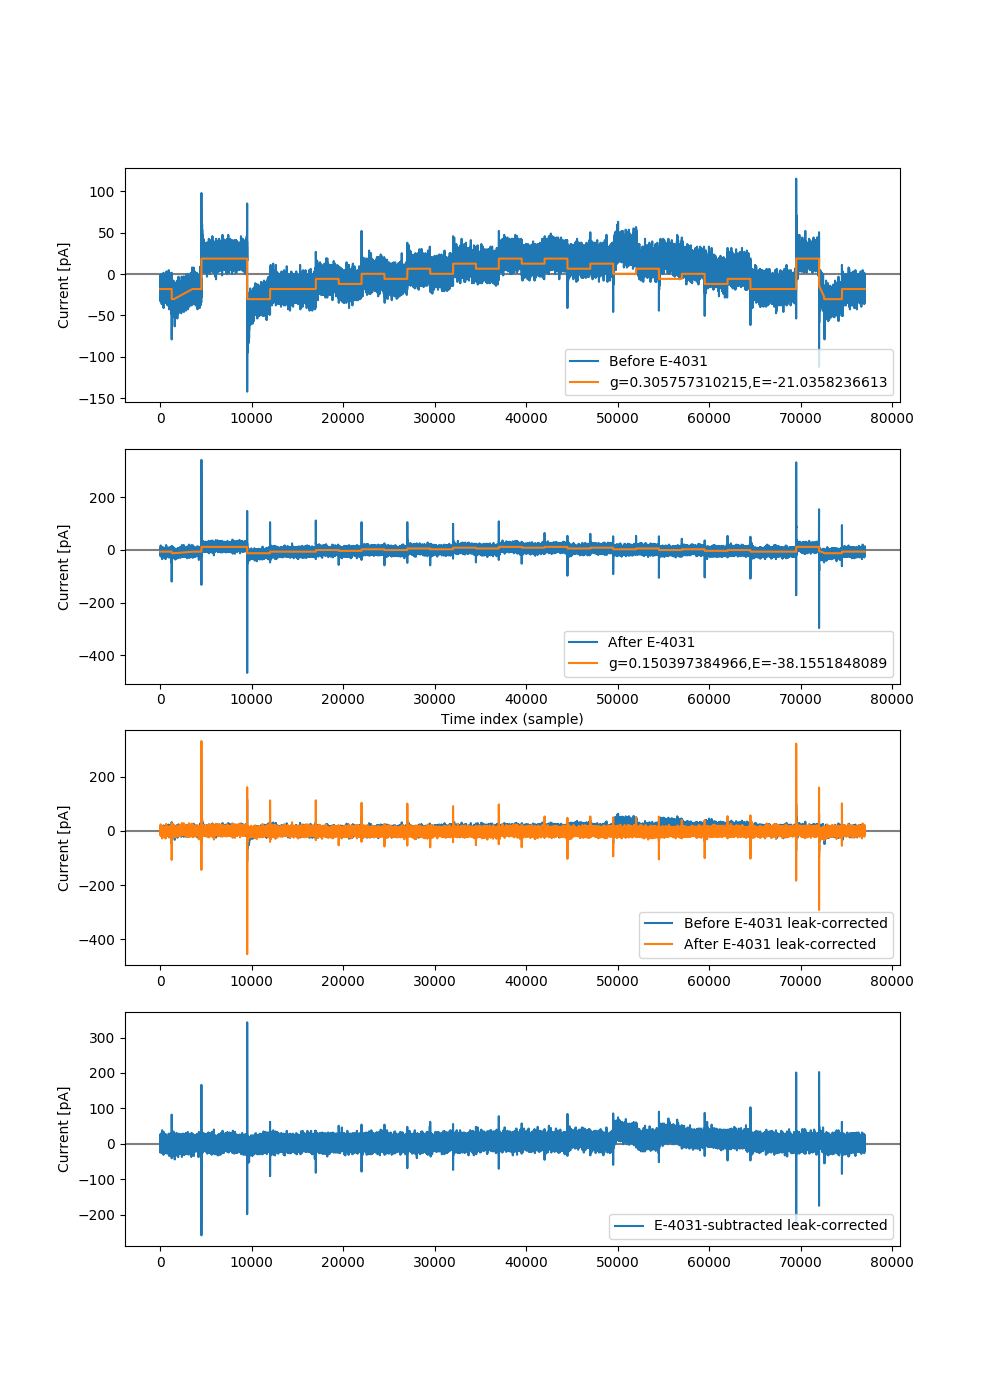 100
50
0
−50
−100
−150
Current [pA]
Before E-4031
g=0.305757310215,E=-21.0358236613
0 10000 20000 30000 40000 50000 60000 70000 80000
200
0
−200
−400
Current [pA]
After E-4031
g=0.150397384966,E=-38.1551848089
0 10000 20000 30000 40000 50000 60000 70000 80000
Time index (sample)
200
0
−200
−400
Current [pA]
Before E-4031 leak-corrected
After E-4031 leak-corrected
0 10000 20000 30000 40000 50000 60000 70000 80000
300
200
100
0
−100
−200
Current [pA]
E-4031-subtracted leak-corrected
0 10000 20000 30000 40000 50000 60000 70000 80000